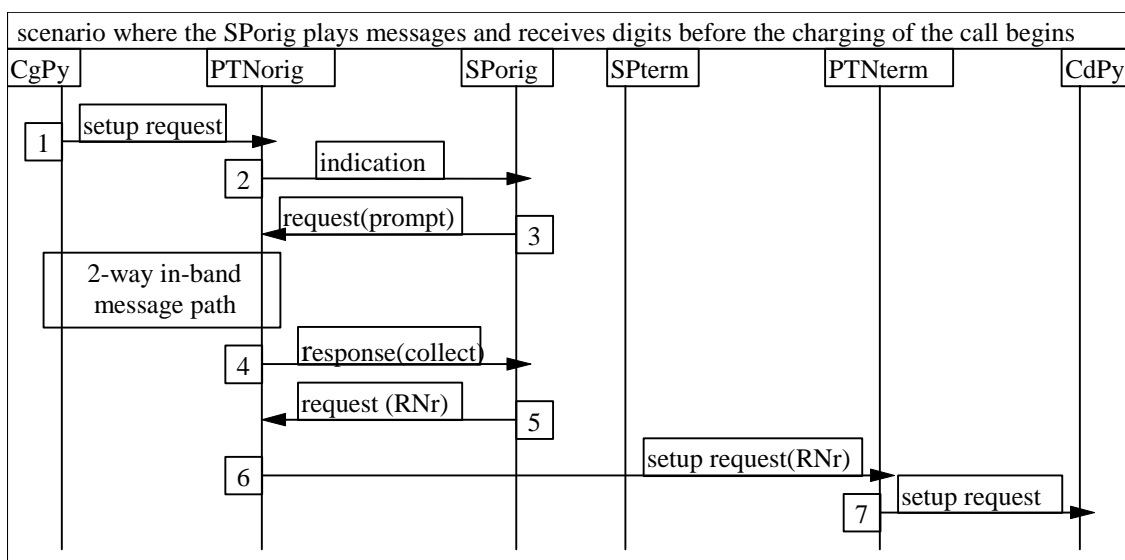 scenario where the SPorig plays messages and receives digits before the charging of the call begins
CgPy
PTNorig
SPorig
SPterm
PTNterm
CdPy
1
setup request
2
indication
request(prompt)
3
2-way in-band
message path
4
response(collect)
request (RNr)
5
6
setup request(RNr)
7
setup request